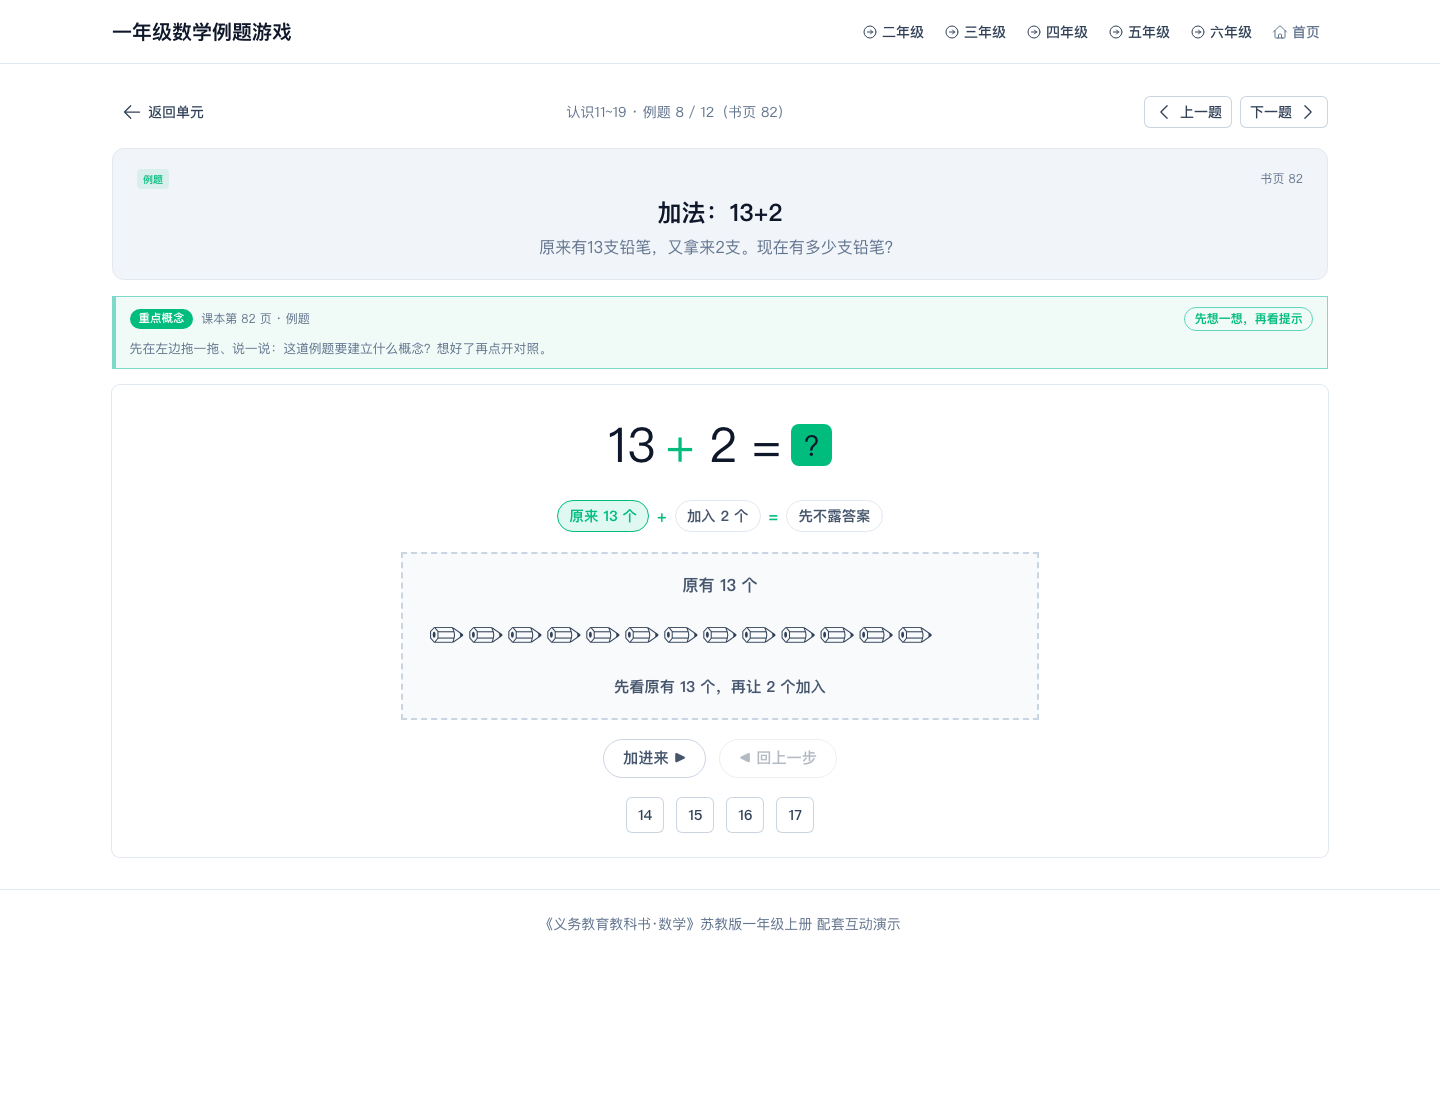 一年级数学例题游戏
二年级 三年级 四年级 五年级 六年级 首页
返回单元
认识11~19 · 例题 8 / 12（书页 82）
上一题 下一题
例题
书页 82
加法：13+2
原来有13支铅笔，又拿来2支。现在有多少支铅笔？
重点概念 课本第 82 页 · 例题
先想一想，再看提示
先在左边拖一拖、说一说：这道例题要建立什么概念？想好了再点开对照。
13 + 2 = ?
原来 13 个 + 加入 2 个 = 先不露答案
原有 13 个
先看原有 13 个，再让 2 个加入
加进来 ▶ ◀ 回上一步
14 15 16 17
《义务教育教科书·数学》苏教版一年级上册 配套互动演示